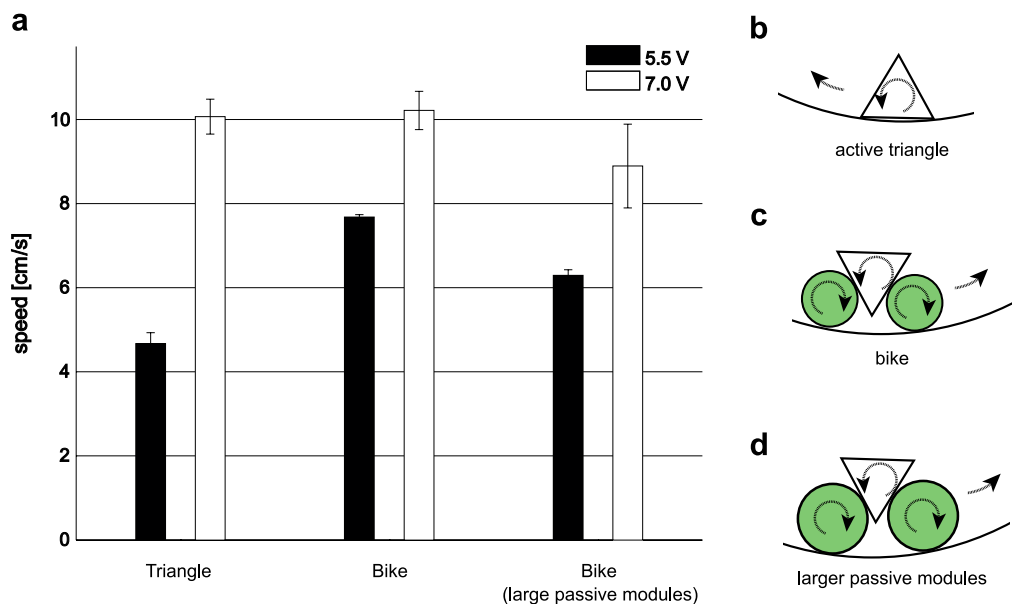 a
5.5 V
7.0 V
speed [cm/s]
10
8
6
4
2
0
Triangle
Bike
Bike
(large passive modules)
b
active triangle
c
bike
d
larger passive modules